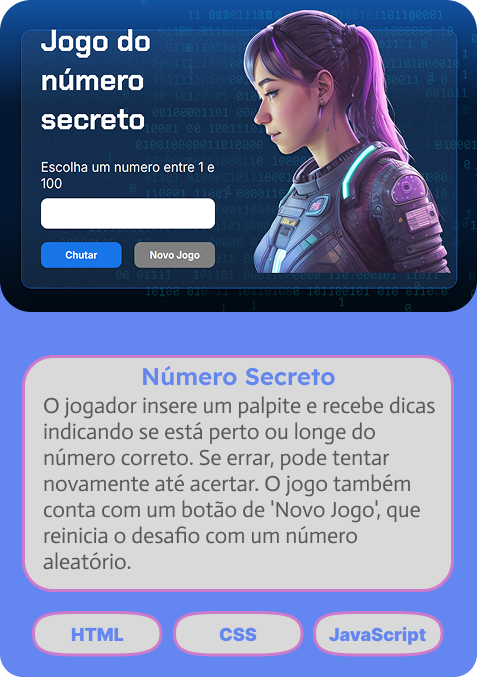 Jogo do
número
secreto
Escolha um numero entre 1 e
100
Chutar
Novo Jogo
Número Secreto
O jogador insere um palpite e recebe dicas
indicando se está perto ou longe do
número correto. Se errar, pode tentar
novamente até acertar. O jogo também
conta com um botão de 'Novo Jogo', que
reinicia o desafio com um número
aleatório.
HTML
CSS
JavaScript